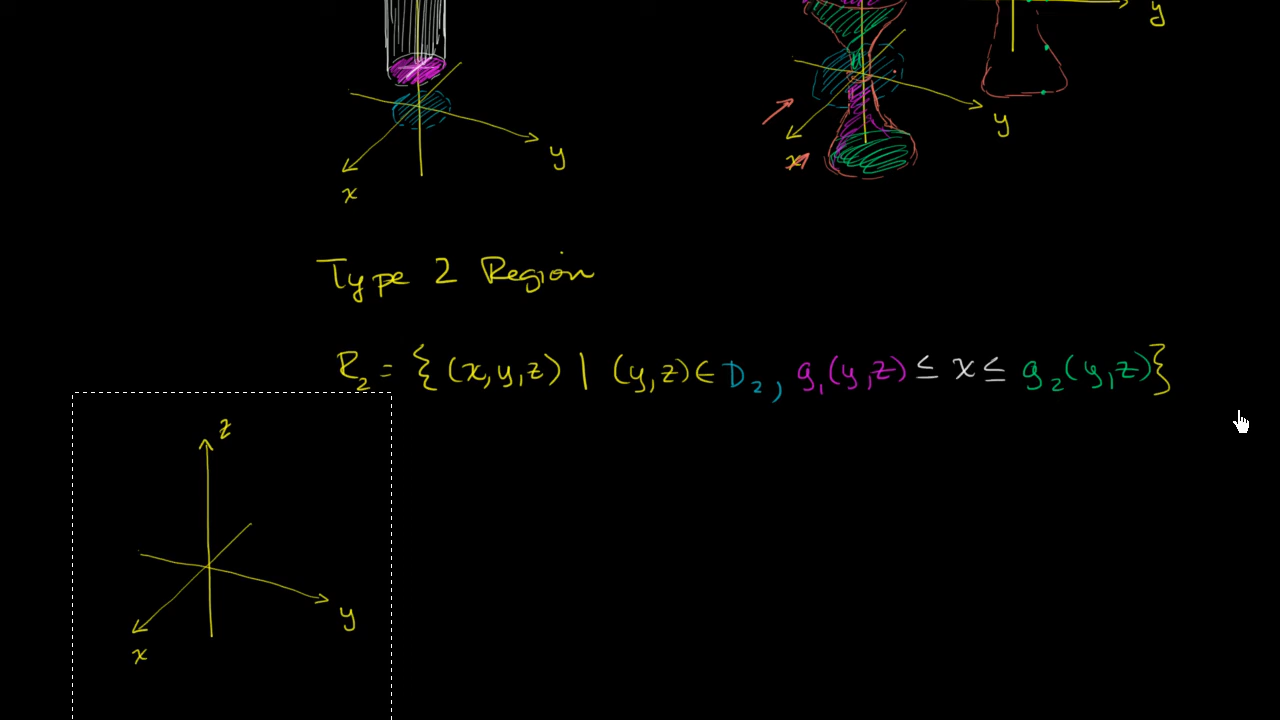 y
y
y
x
x
Type 2 Region
R₂ = { (x,y,z) | (y,z) ∈ D₂, g₁(y,z) ≤ x ≤ g₂(y,z) }
z
y
x